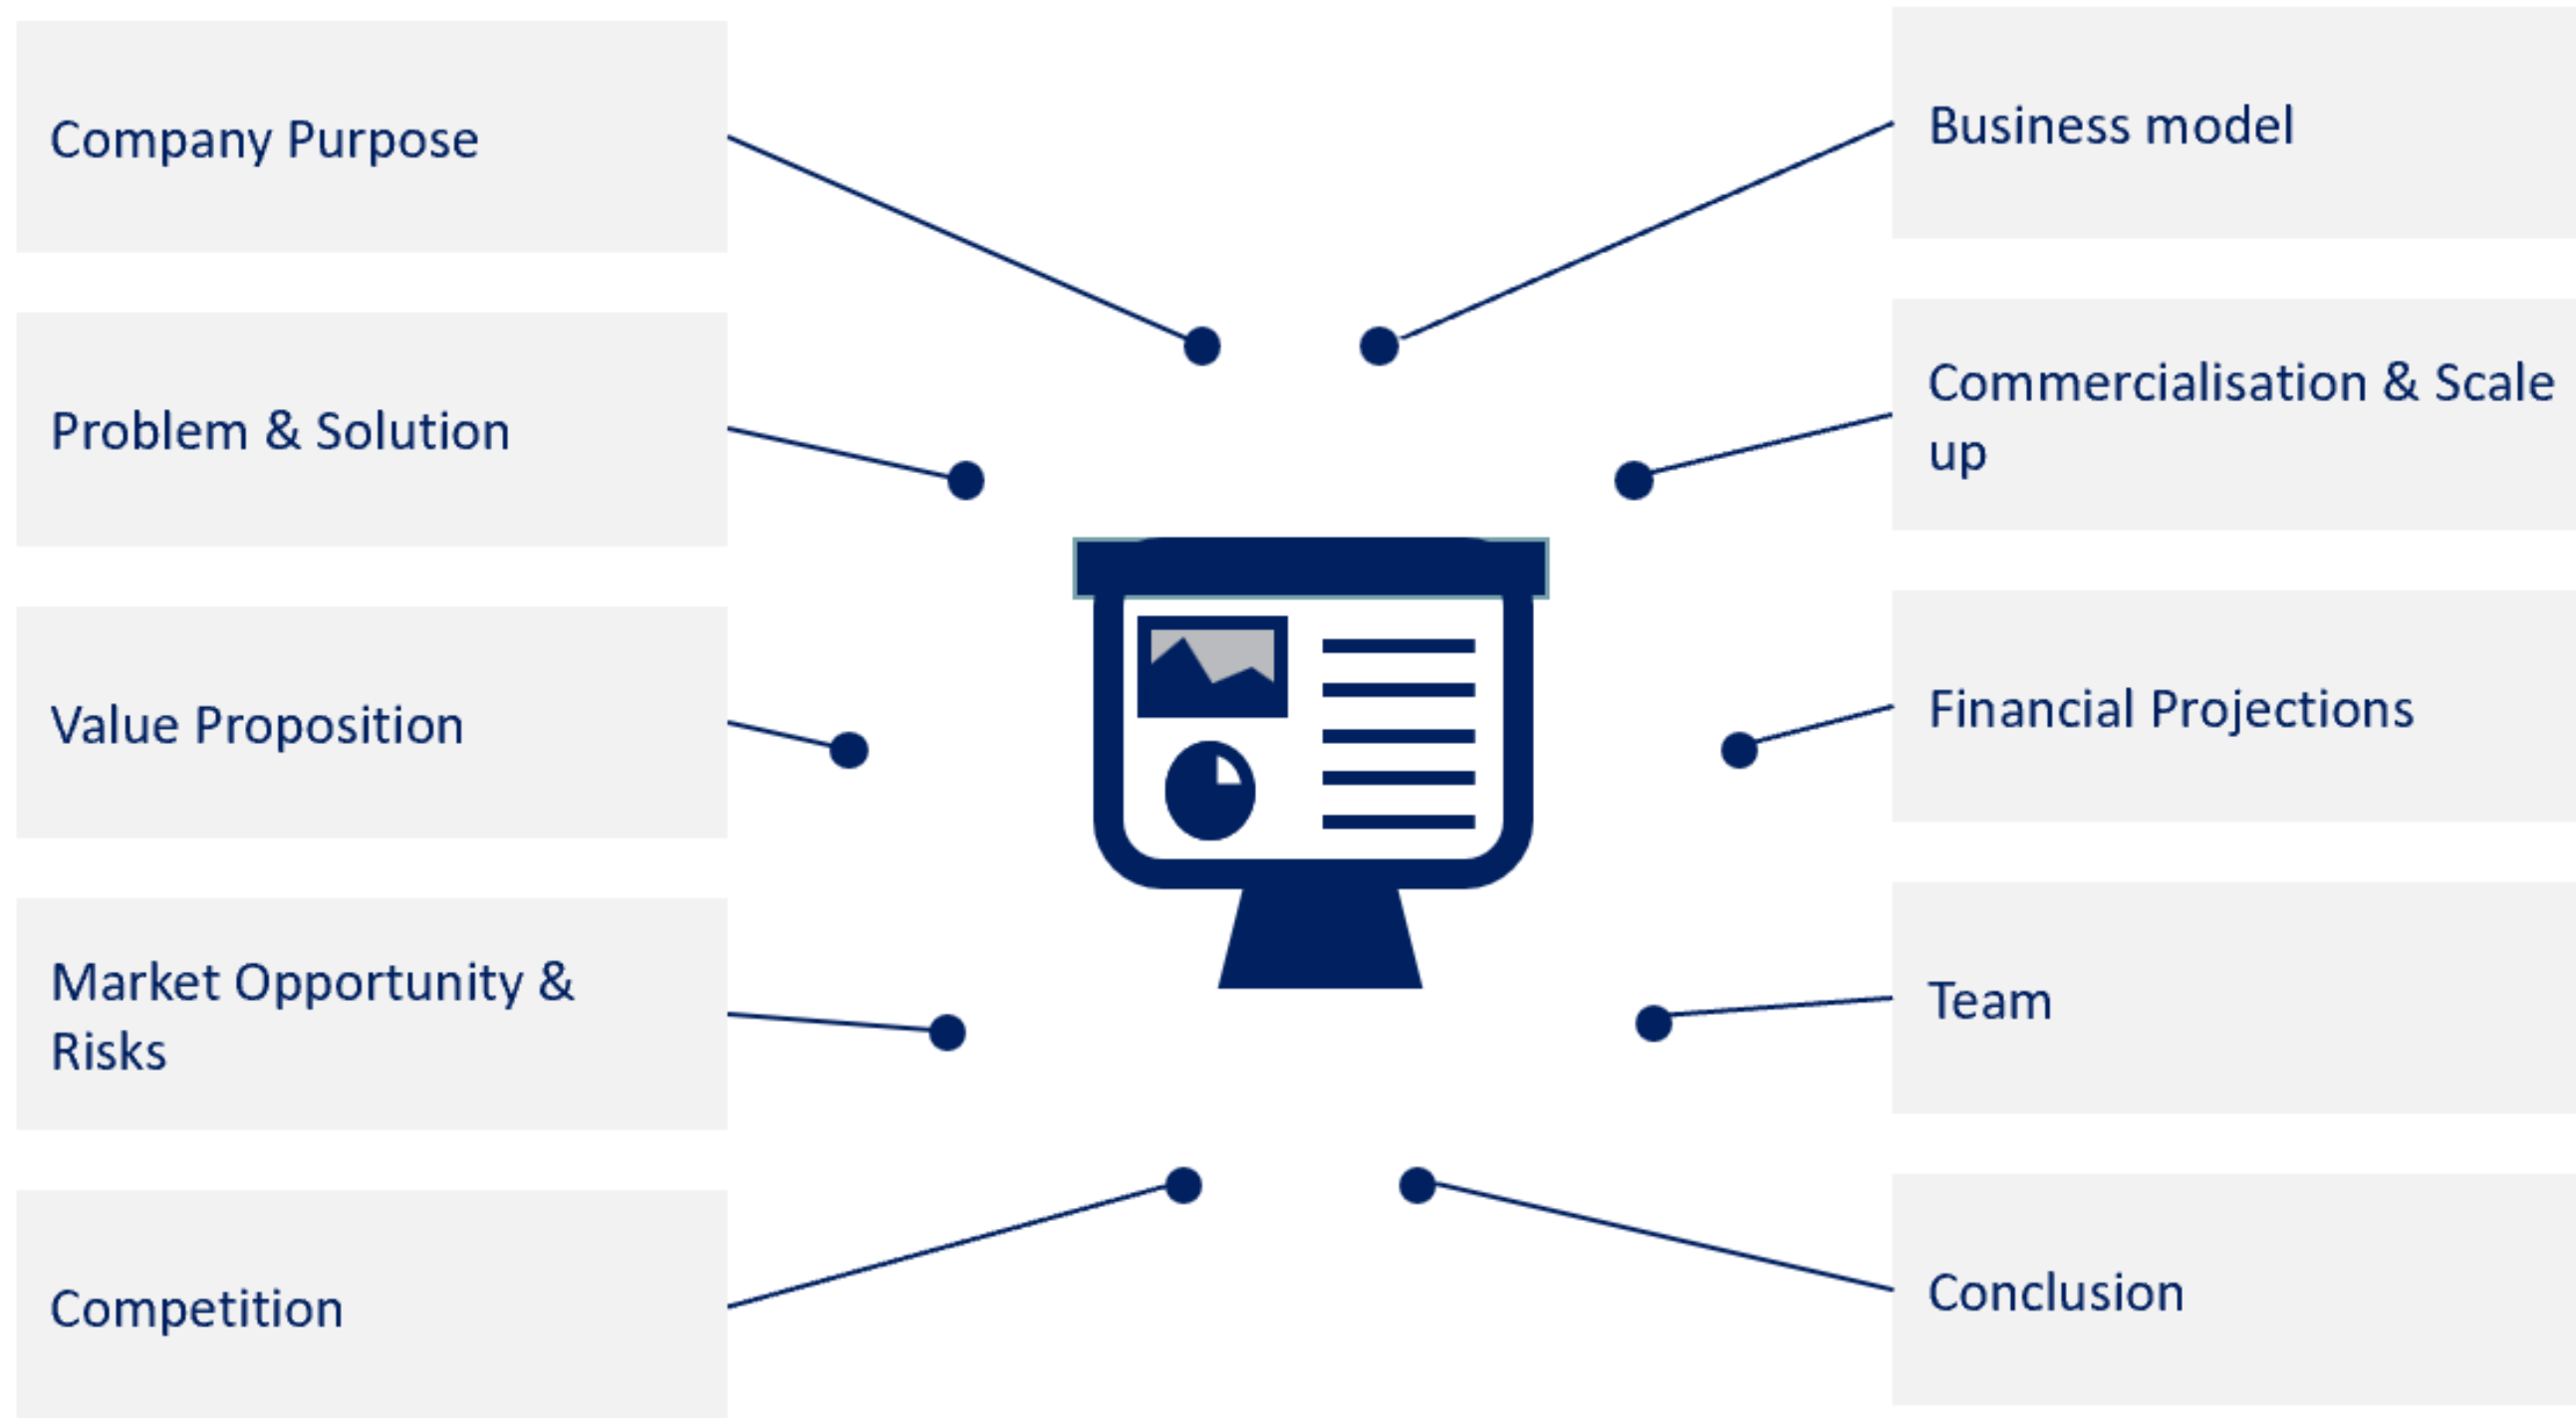 Company Purpose
Problem & Solution
Value Proposition
Market Opportunity &
Risks
Competition
Business model
Commercialisation & Scale
up
Financial Projections
Team
Conclusion